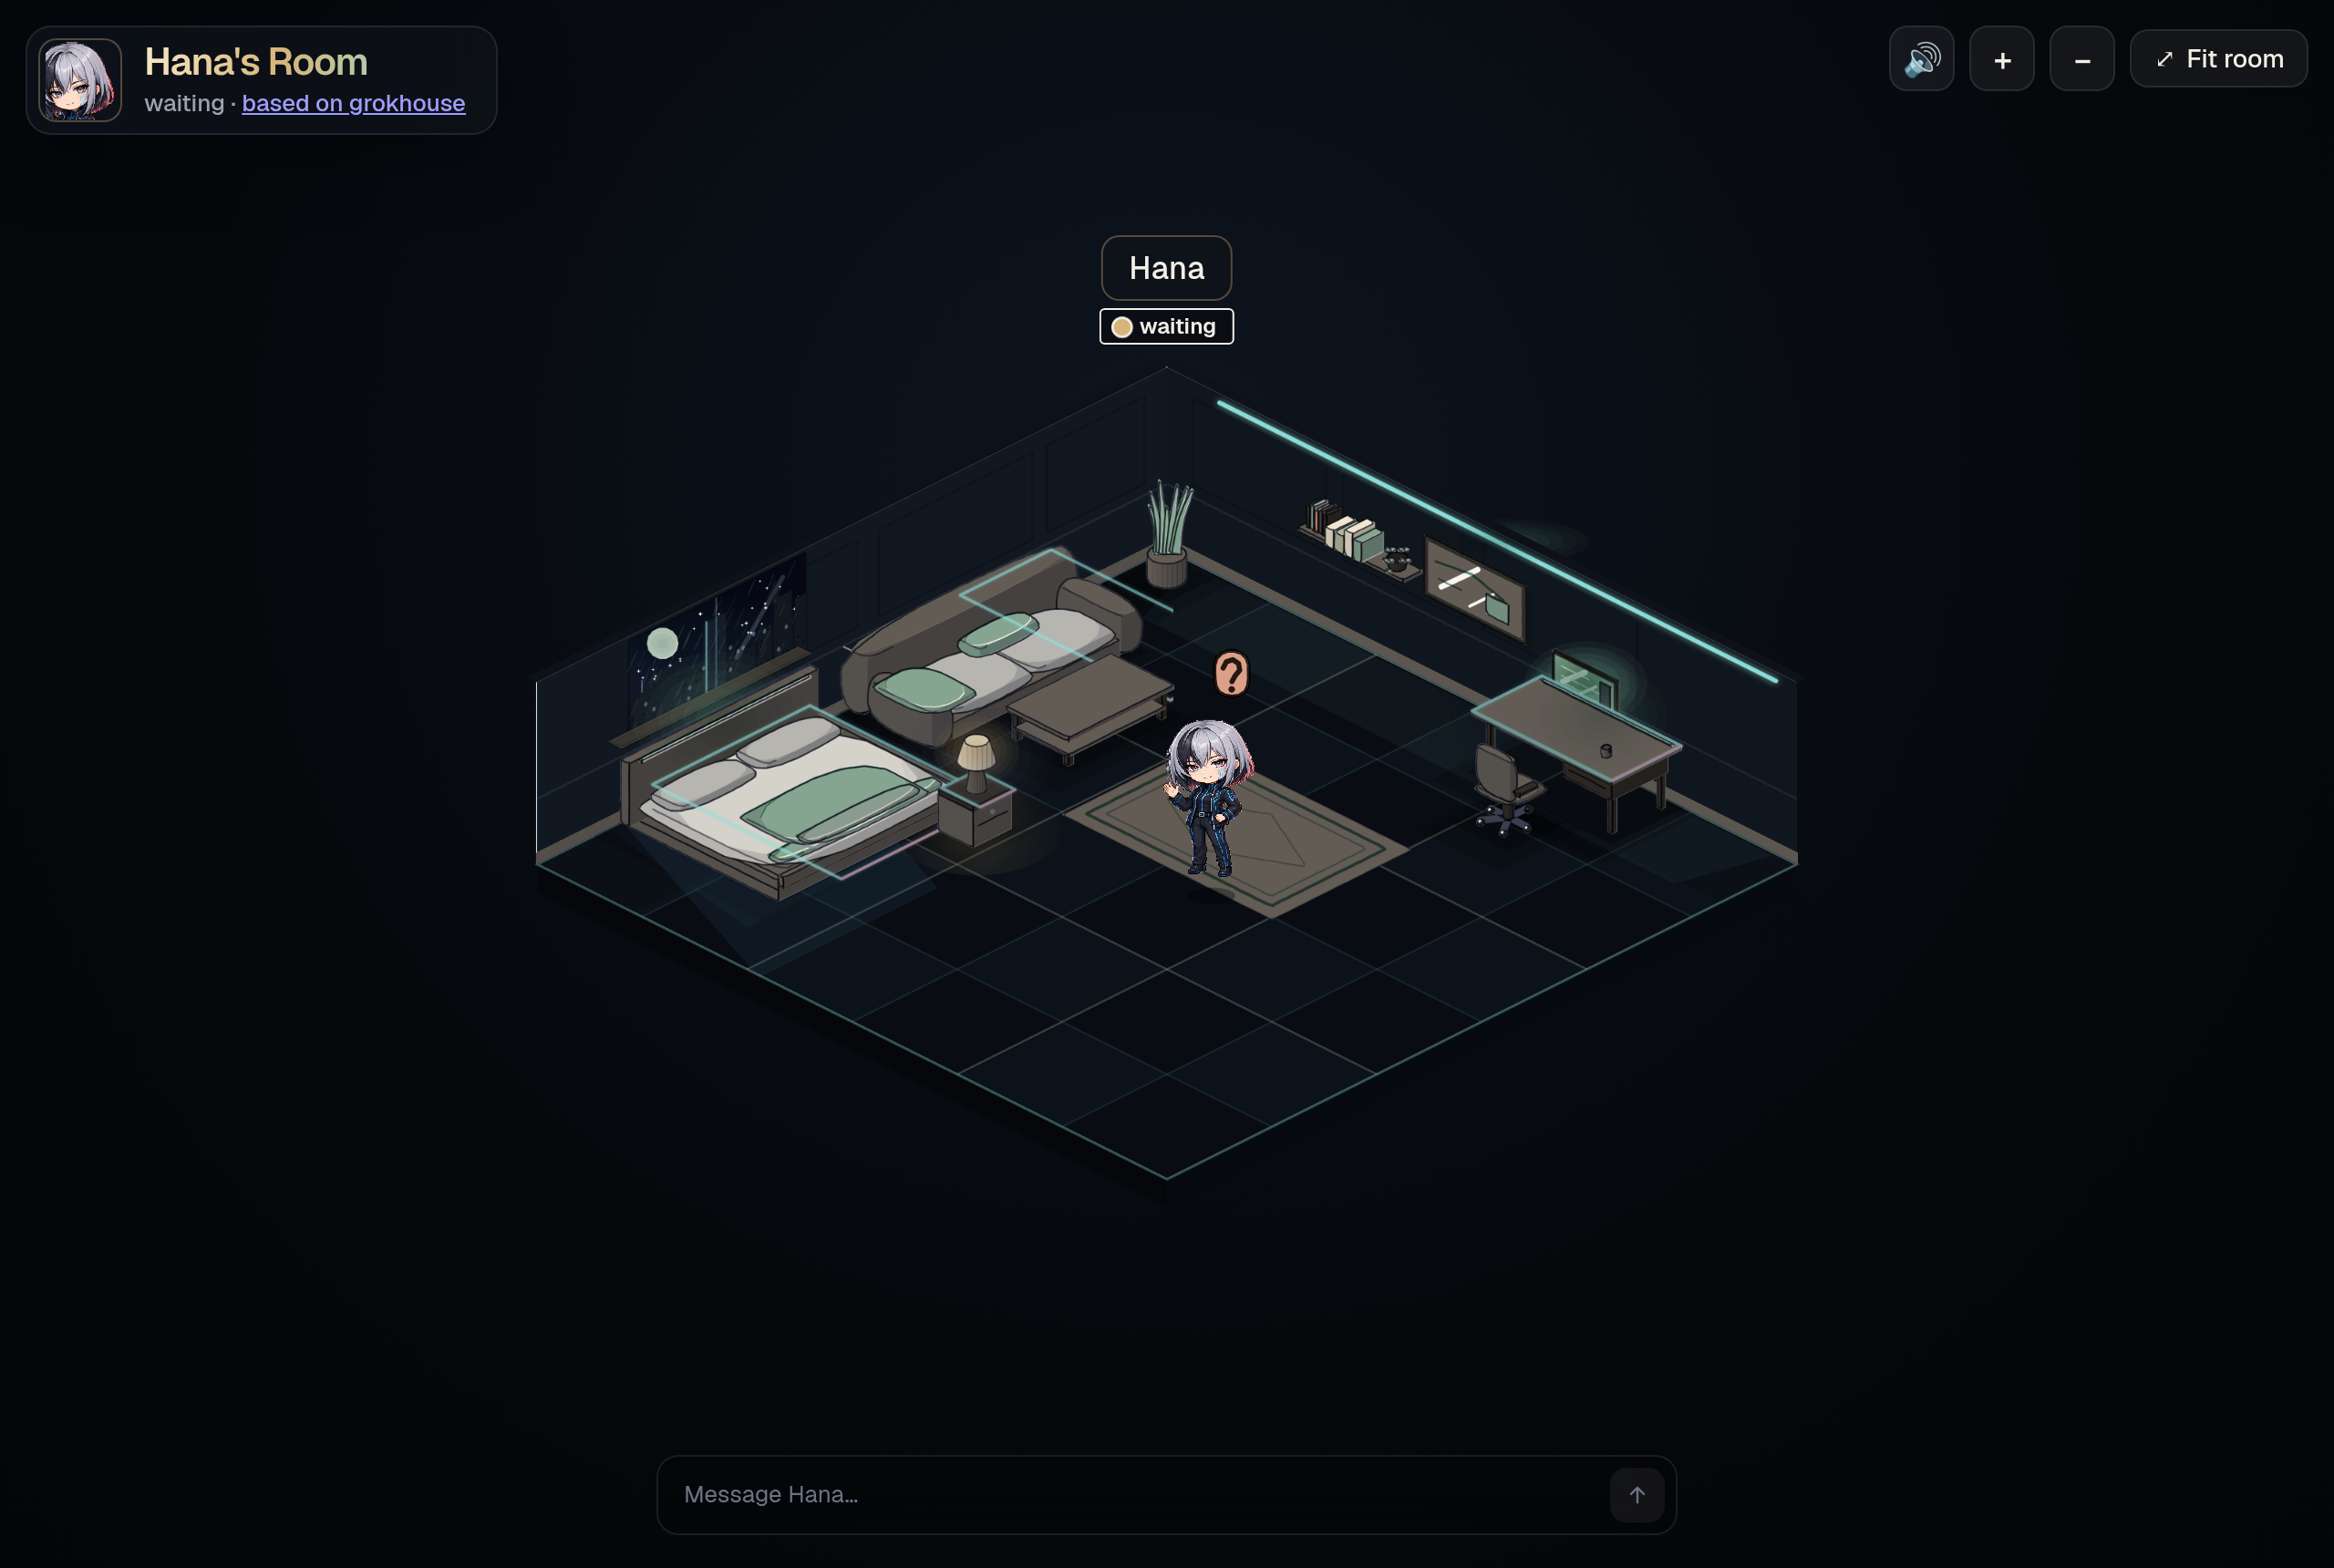 Hana's Room
waiting · based on grokhouse
🔊
+
−
⤢ Fit room
Hana
waiting
?
Message Hana…
↑